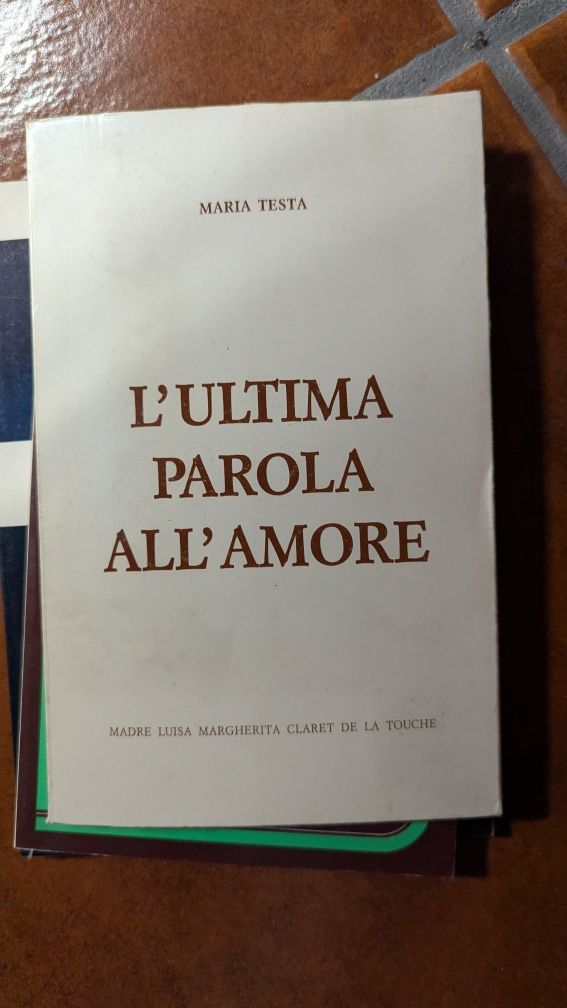 MARIA TESTA
L'ULTIMA
PAROLA
ALL'AMORE
MADRE LUISA MARGHERITA CLARET DE LA TOUCHE